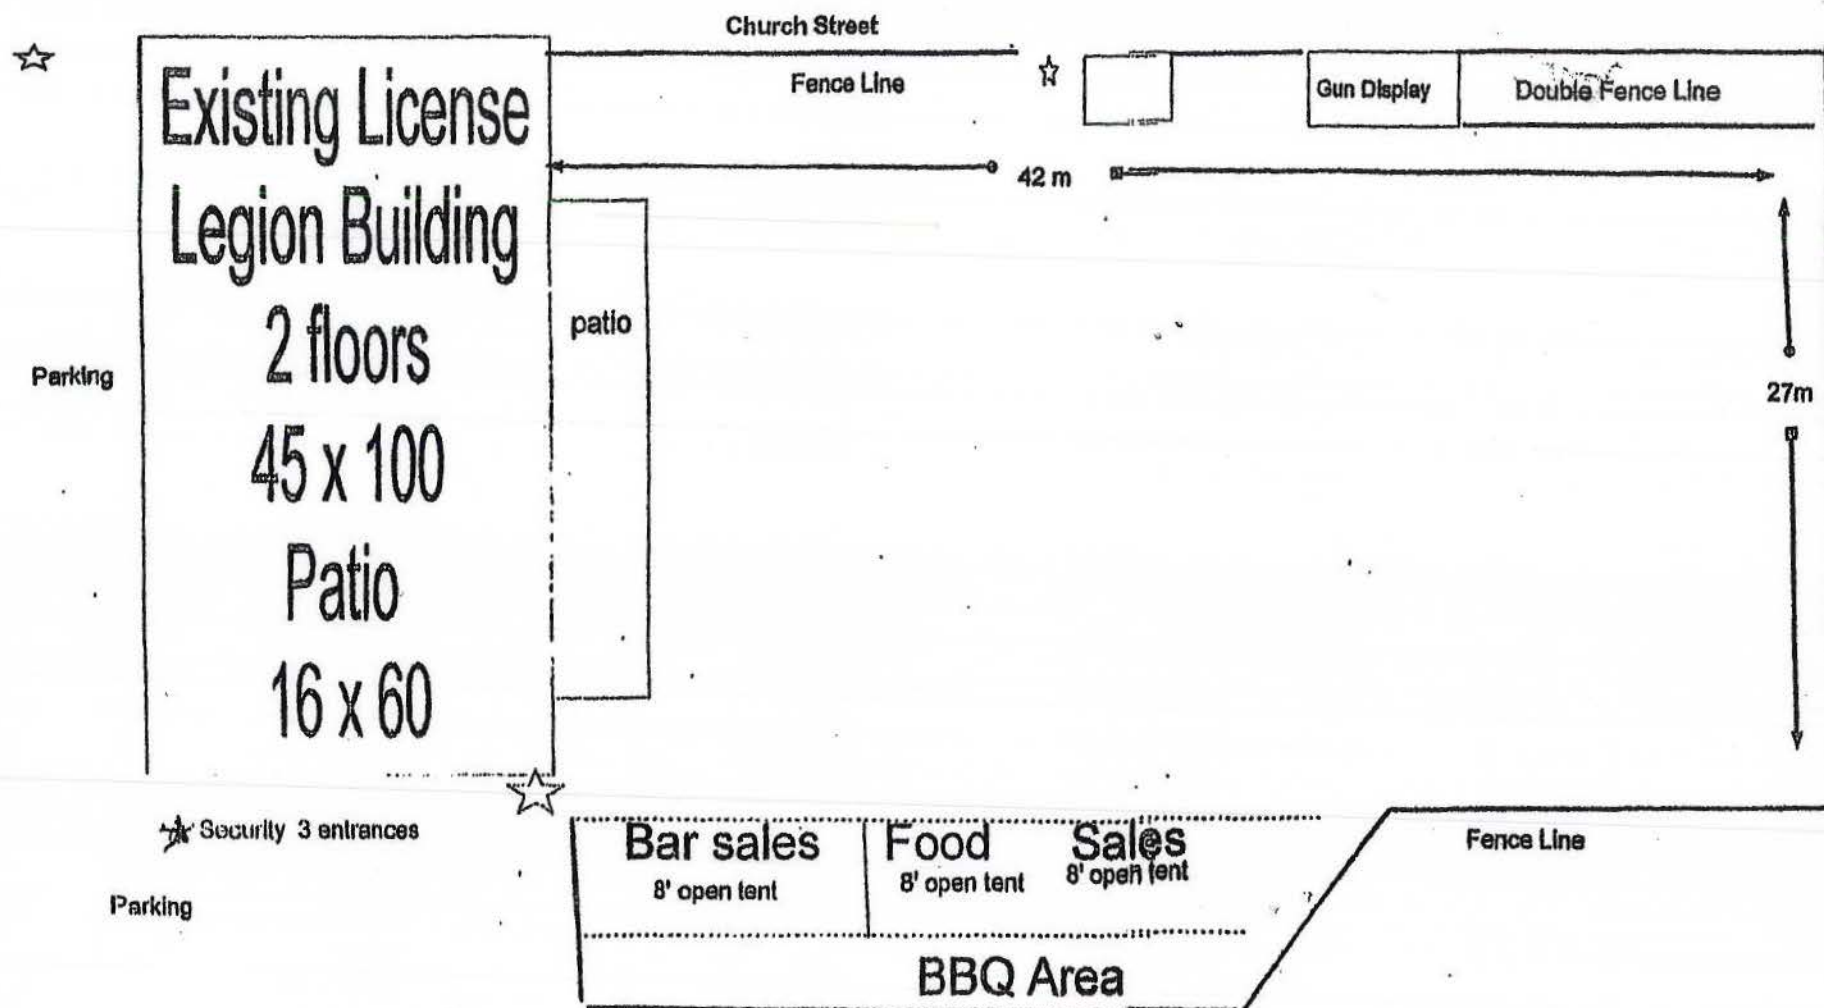 Church Street
Fence Line
Gun Display
Double Fence Line
42 m
Existing License
Legion Building
2 floors
45 x 100
Patio
16 x 60
patio
Parking
27m
Security 3 entrances
Parking
Bar sales
8' open tent
Food Sales
8' open tent 8' open tent
Fence Line
BBQ Area